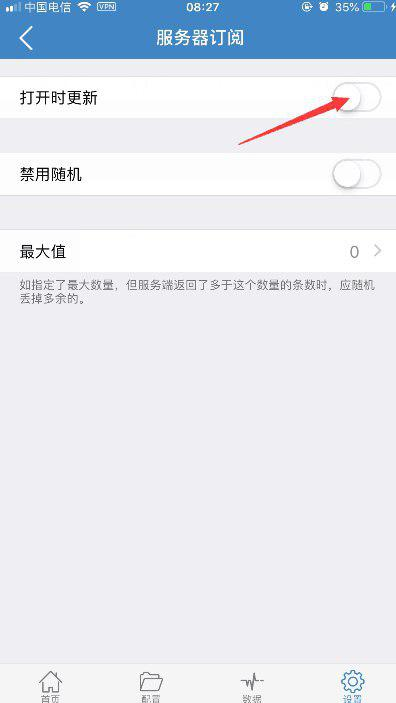 中国电信 VPN 08:27 35%
服务器订阅
打开时更新
禁用随机
最大值 0
如指定了最大数量，但服务端返回了多于这个数量的条数时，应随机
丢掉多余的。
首页 配置 数据 设置